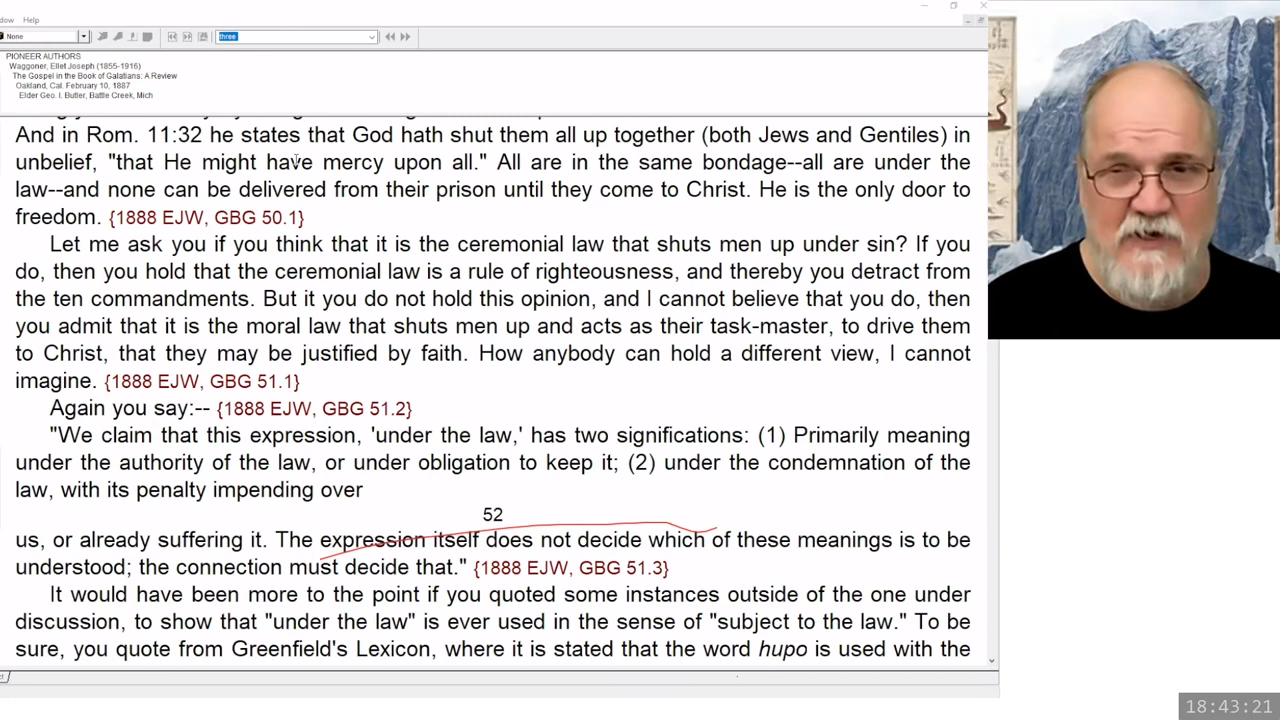 dow Help
None
three
PIONEER AUTHORS
Waggoner, Ellet Joseph (1855-1916)
The Gospel in the Book of Galatians: A Review
Oakland, Cal. February 10, 1887
Elder Geo. I. Butler, Battle Creek, Mich
And in Rom. 11:32 he states that God hath shut them all up together (both Jews and Gentiles) in
unbelief, "that He might have mercy upon all." All are in the same bondage--all are under the
law--and none can be delivered from their prison until they come to Christ. He is the only door to
freedom. {1888 EJW, GBG 50.1}
Let me ask you if you think that it is the ceremonial law that shuts men up under sin? If you
do, then you hold that the ceremonial law is a rule of righteousness, and thereby you detract from
the ten commandments. But it you do not hold this opinion, and I cannot believe that you do, then
you admit that it is the moral law that shuts men up and acts as their task-master, to drive them
to Christ, that they may be justified by faith. How anybody can hold a different view, I cannot
imagine. {1888 EJW, GBG 51.1}
Again you say:-- {1888 EJW, GBG 51.2}
"We claim that this expression, 'under the law,' has two significations: (1) Primarily meaning
under the authority of the law, or under obligation to keep it; (2) under the condemnation of the
law, with its penalty impending over
52
us, or already suffering it. The expression itself does not decide which of these meanings is to be
understood; the connection must decide that." {1888 EJW, GBG 51.3}
It would have been more to the point if you quoted some instances outside of the one under
discussion, to show that "under the law" is ever used in the sense of "subject to the law." To be
sure, you quote from Greenfield's Lexicon, where it is stated that the word hupo is used with the
18:43:21